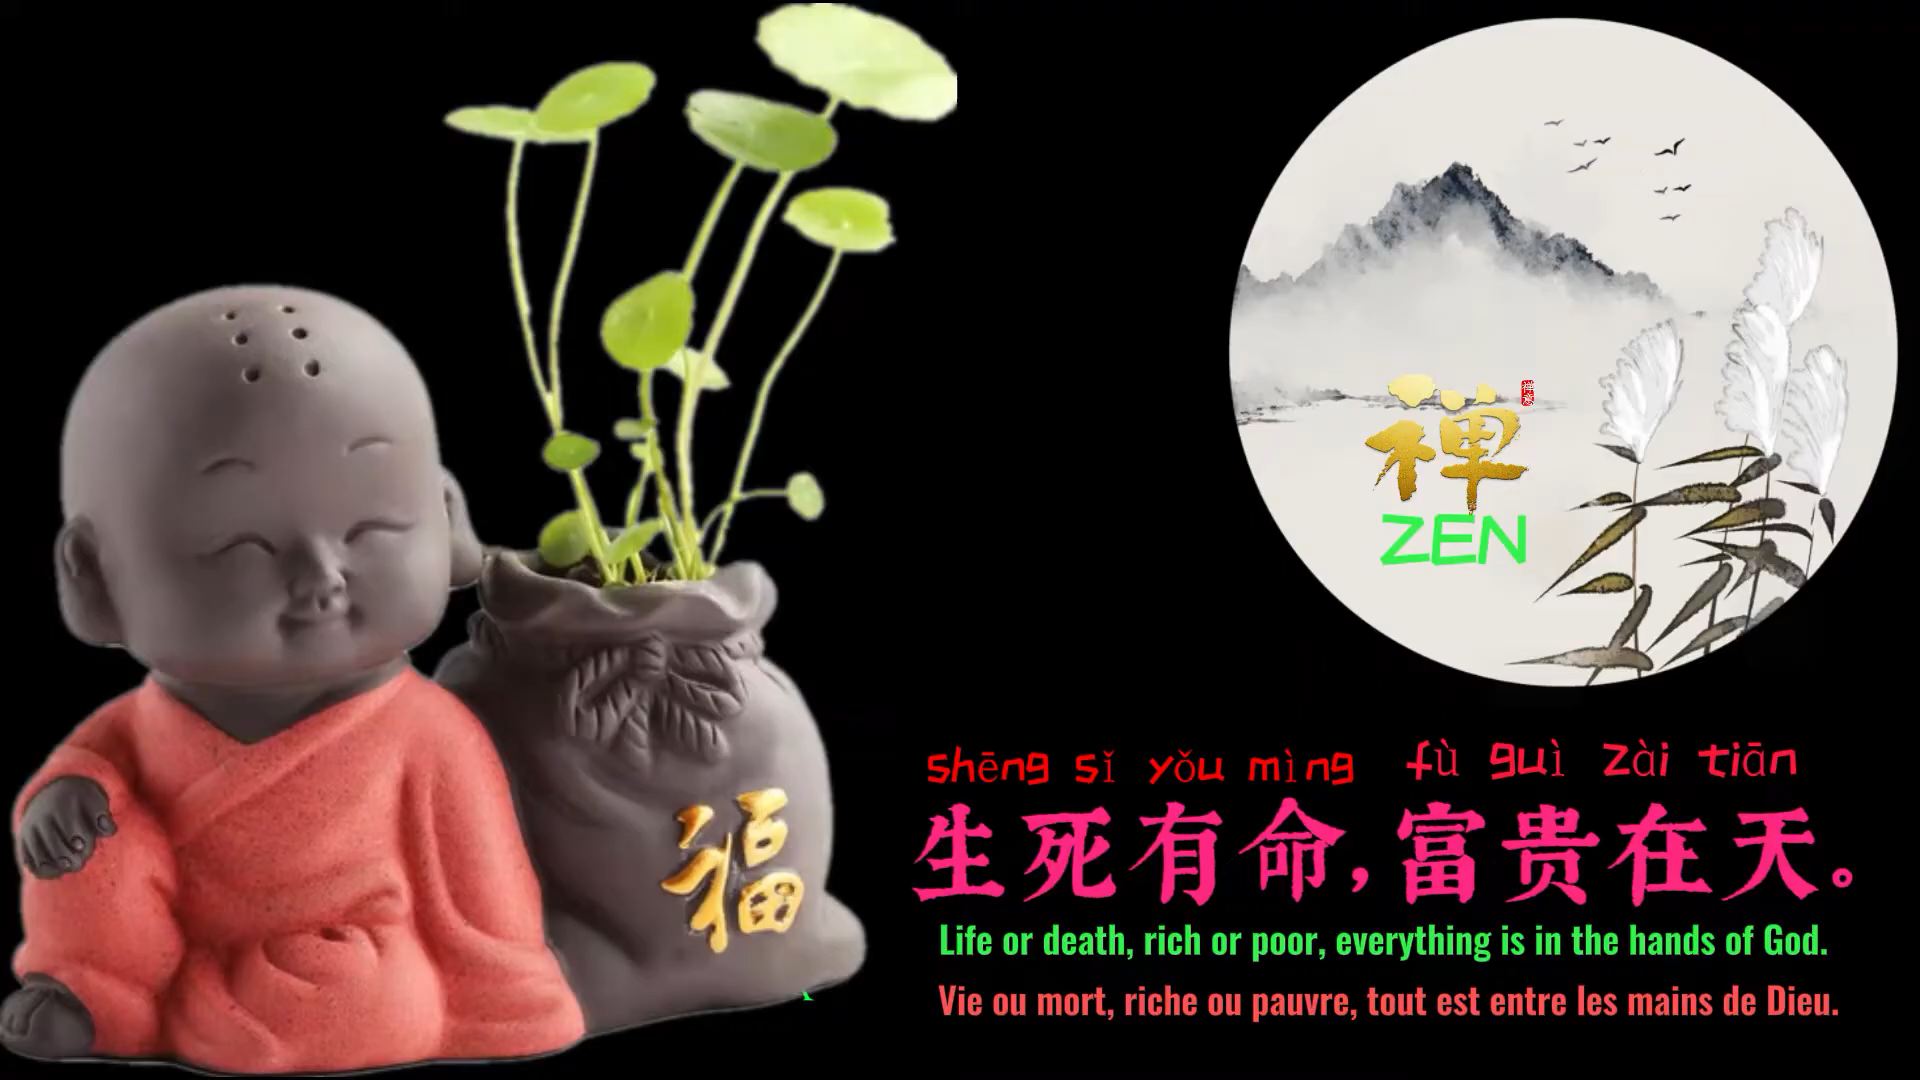 禅
ZEN
福
shēng sǐ yǒu mìng fù guì zài tiān
生死有命,富贵在天。
Life or death, rich or poor, everything is in the hands of God.
Vie ou mort, riche ou pauvre, tout est entre les mains de Dieu.